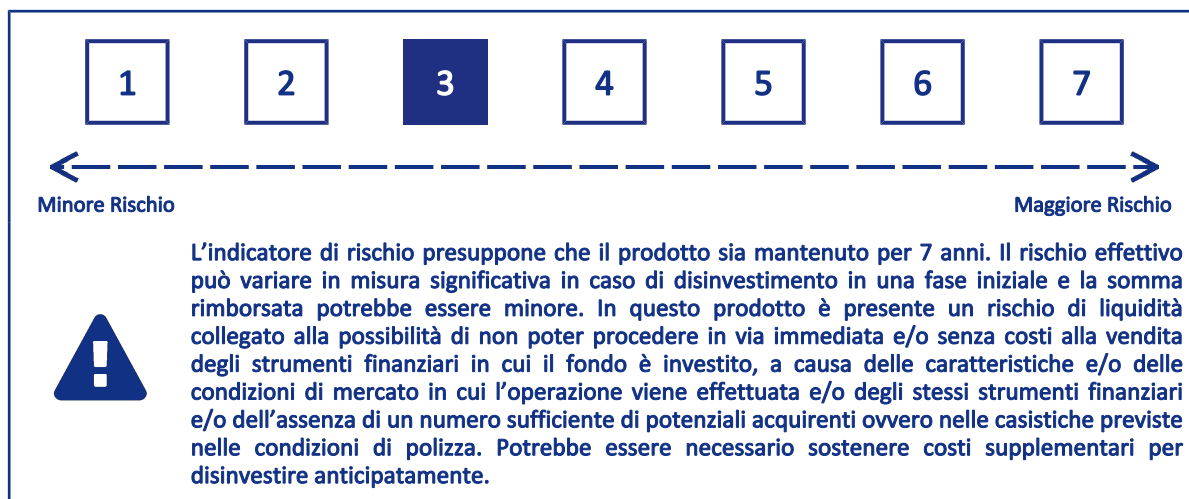 1 2 3 4 5 6 7
Minore Rischio Maggiore Rischio
L’indicatore di rischio presuppone che il prodotto sia mantenuto per 7 anni. Il rischio effettivo
può variare in misura significativa in caso di disinvestimento in una fase iniziale e la somma
rimborsata potrebbe essere minore. In questo prodotto è presente un rischio di liquidità
collegato alla possibilità di non poter procedere in via immediata e/o senza costi alla vendita
degli strumenti finanziari in cui il fondo è investito, a causa delle caratteristiche e/o delle
condizioni di mercato in cui l’operazione viene effettuata e/o degli stessi strumenti finanziari
e/o dell’assenza di un numero sufficiente di potenziali acquirenti ovvero nelle casistiche previste
nelle condizioni di polizza. Potrebbe essere necessario sostenere costi supplementari per
disinvestire anticipatamente.